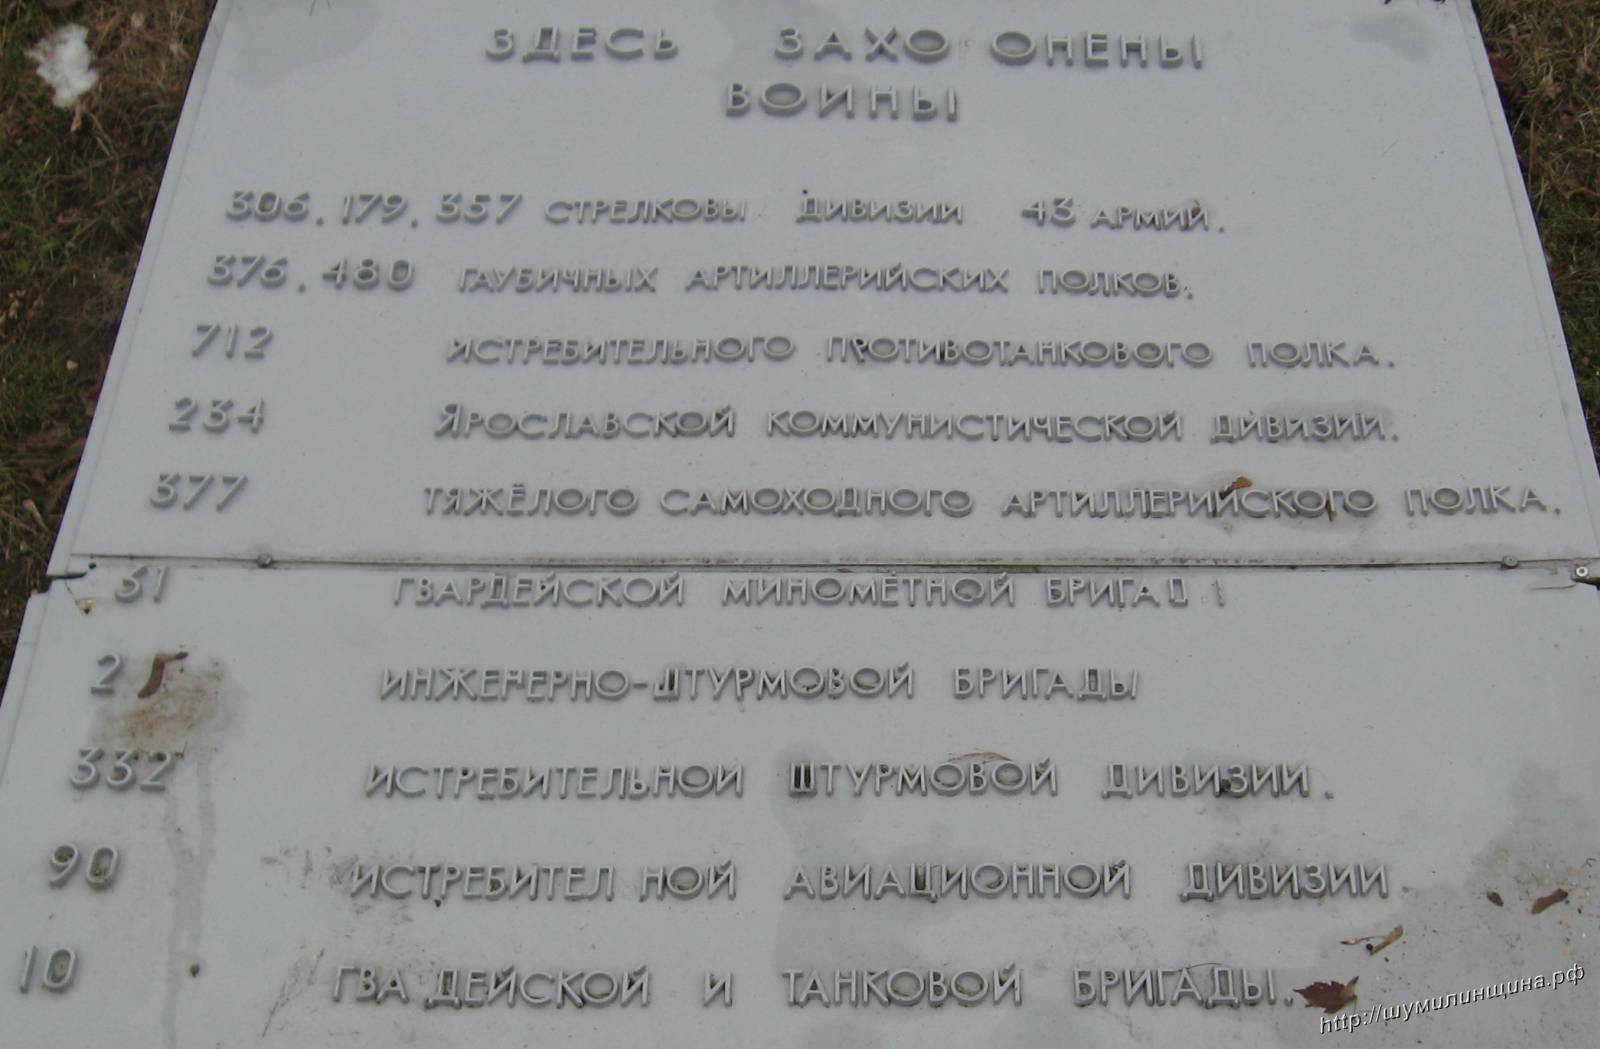 ЗДЕСЬ ЗАХО ОНЕНЫ
ВОИНЫ
306, 179, 357 СТРЕЛКОВЫ ДИВИЗИИ 43 АРМИЙ.
376, 480 ГАУБИЧНЫХ АРТИЛЛЕРИЙСКИХ ПОЛКОВ.
712 ИСТРЕБИТЕЛЬНОГО ПРОТИВОТАНКОВОГО ПОЛКА.
234 ЯРОСЛАВСКОЙ КОММУНИСТИЧЕСКОЙ ДИВИЗИИ.
377 ТЯЖЁЛОГО САМОХОДНОГО АРТИЛЛЕРИЙСКОГО ПОЛКА.
31 ГВАРДЕЙСКОЙ МИНОМЁТНОЙ
2 ИНЖЕНЕРНО-ШТУРМОВОЙ БРИГАДЫ
332 ИСТРЕБИТЕЛЬНОЙ ШТУРМОВОЙ ДИВИЗИИ.
90 ИСТРЕБИТЕЛ НОЙ АВИАЦИОННОЙ ДИВИЗИИ
10 ГВА ДЕЙСКОЙ И ТАНКОВОЙ БРИГАДЫ.
http://шумилинщина.рф